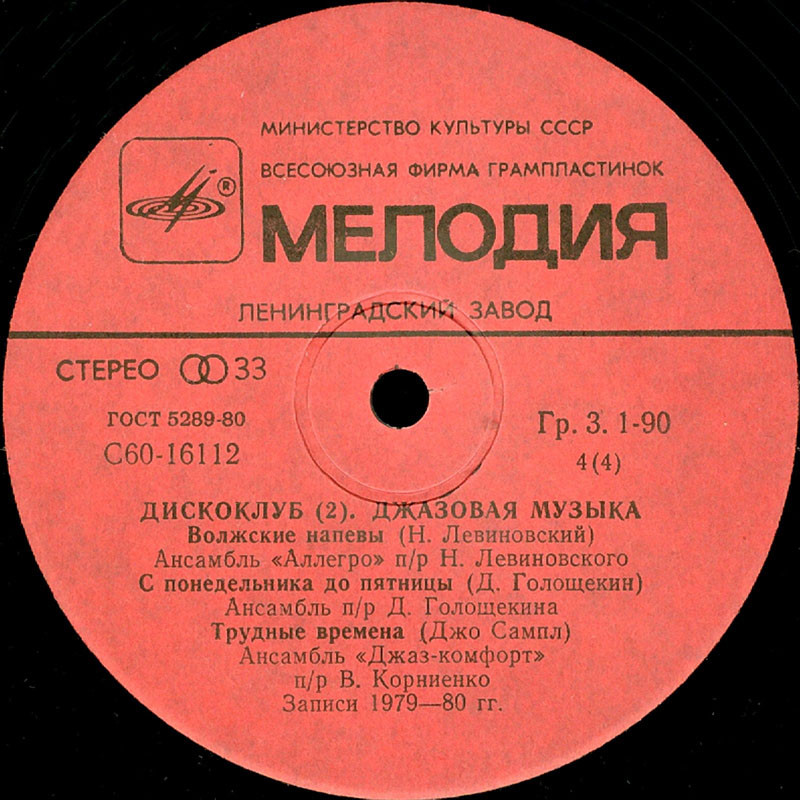 МИНИСТЕРСТВО КУЛЬТУРЫ СССР
ВСЕСОЮЗНАЯ ФИРМА ГРАМПЛАСТИНОК
®
МЕЛОДИЯ
ЛЕНИНГРАДСКИЙ ЗАВОД
СТЕРЕО 33
ГОСТ 5289-80
С60-16112
Гр. 3. 1-90
4(4)
ДИСКОКЛУБ (2). ДЖАЗОВАЯ МУЗЫКА
Волжские напевы (Н. Левиновский)
Ансамбль «Аллегро» п/р Н. Левиновского
С понедельника до пятницы (Д. Голощекин)
Ансамбль п/р Д. Голощекина
Трудные времена (Джо Сампл)
Ансамбль «Джаз-комфорт»
п/р В. Корниенко
Записи 1979—80 гг.